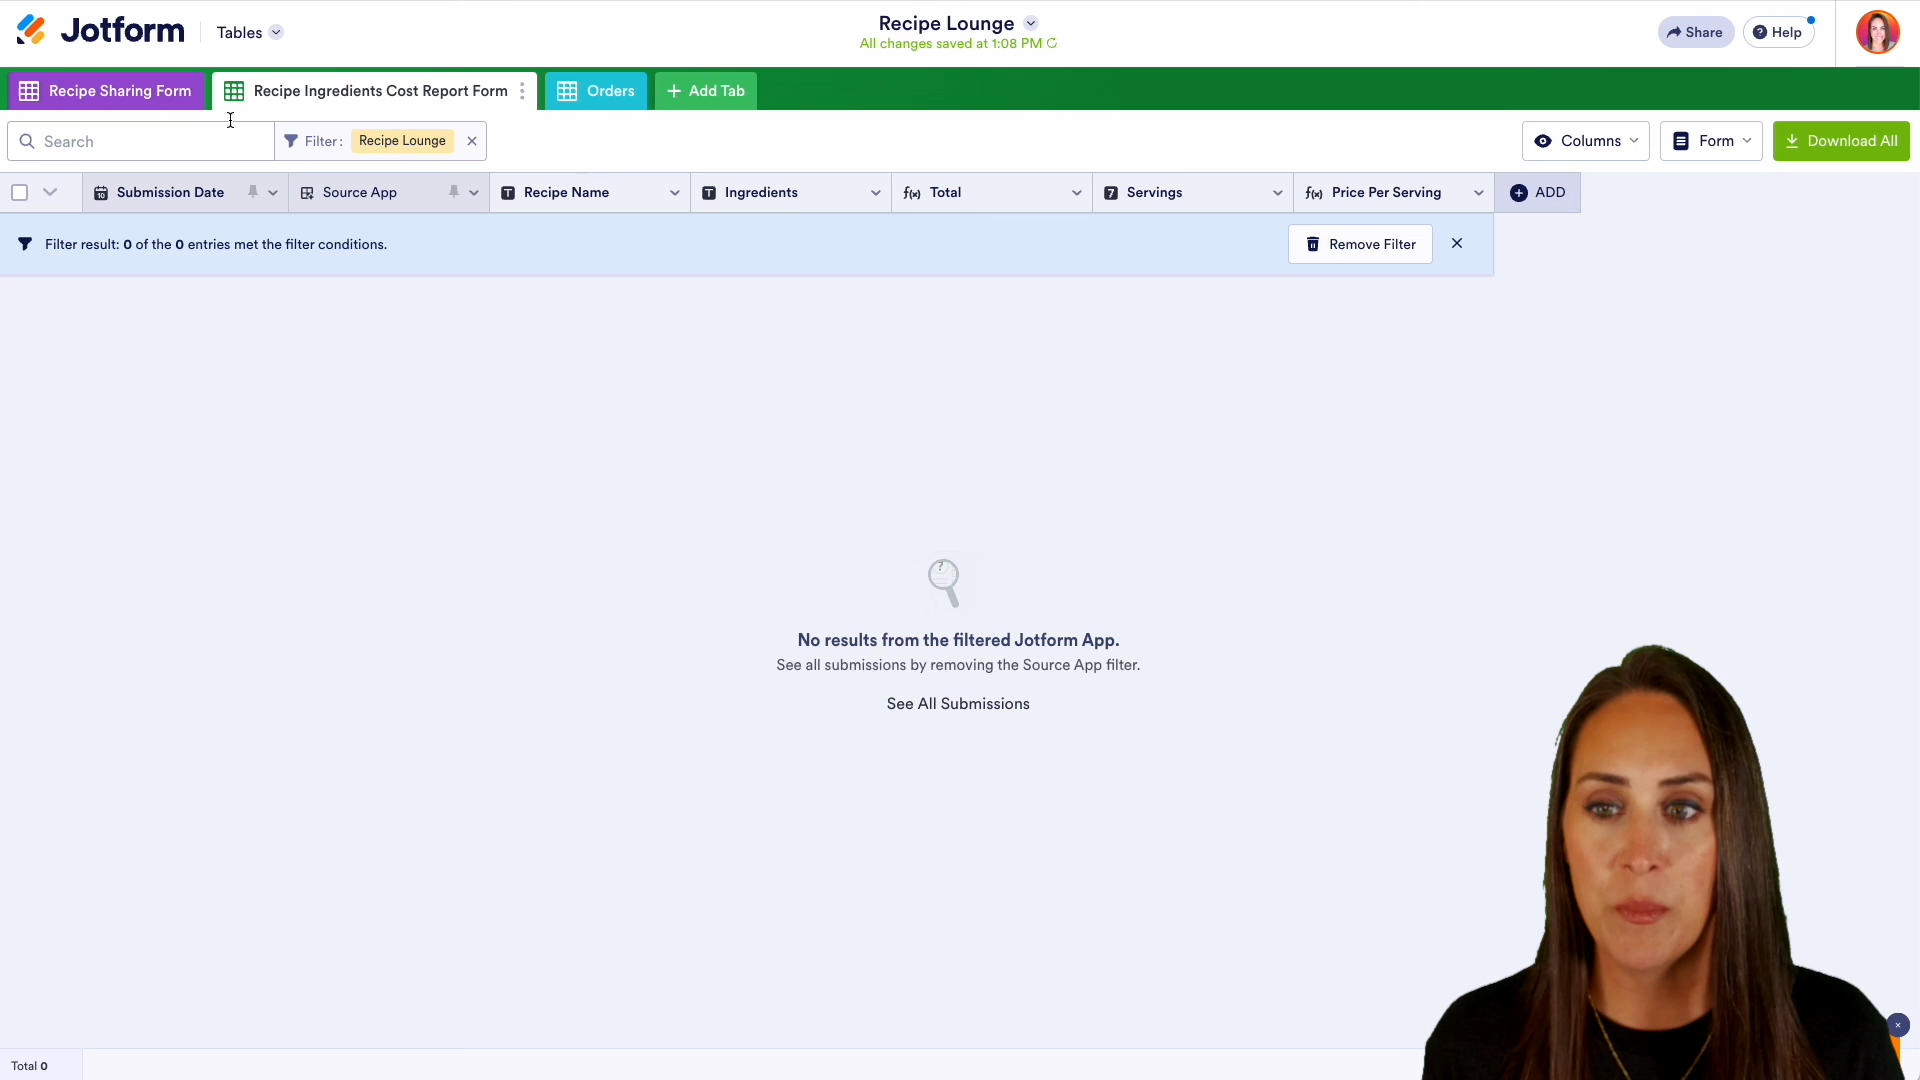 Jotform
Tables
Recipe Lounge
All changes saved at 1:08 PM
Share
Help
Recipe Sharing Form
Recipe Ingredients Cost Report Form
Orders
+ Add Tab
Search
Filter :
Recipe Lounge
Columns
Form
Download All
Submission Date
Source App
Recipe Name
Ingredients
Total
Servings
Price Per Serving
ADD
Filter result: 0 of the 0 entries met the filter conditions.
Remove Filter
No results from the filtered Jotform App.
See all submissions by removing the Source App filter.
See All Submissions
Total 0